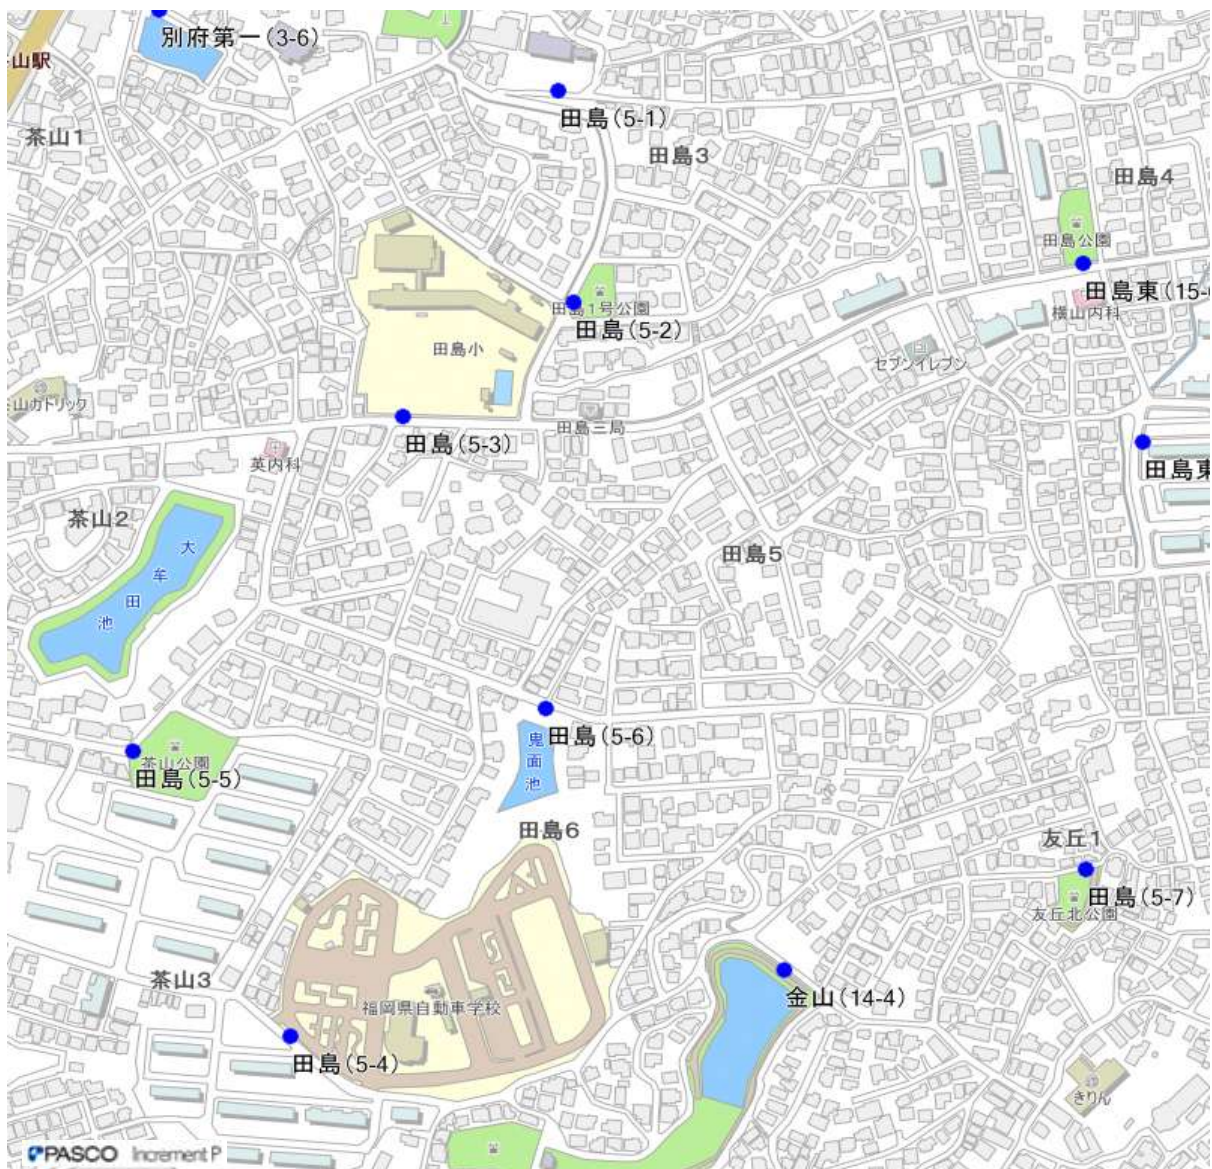 別府第一(3-6)
山駅
田島(5-1)
茶山1
田島3
田島4
田島公園
田島東(15-
横山内科
田島1号公園
田島(5-2)
田島小
セブンイレブン
山カトリック
田島三局
田島(5-3)
英内科
田島東
茶山2
大牟田池
田島5
田島(5-6)
鬼面池
茶山公園
田島(5-5)
田島6
友丘1
田島(5-7)
友丘北公園
茶山3
金山(14-4)
福岡県自動車学校
田島(5-4)
きりん
PASCO Increment P